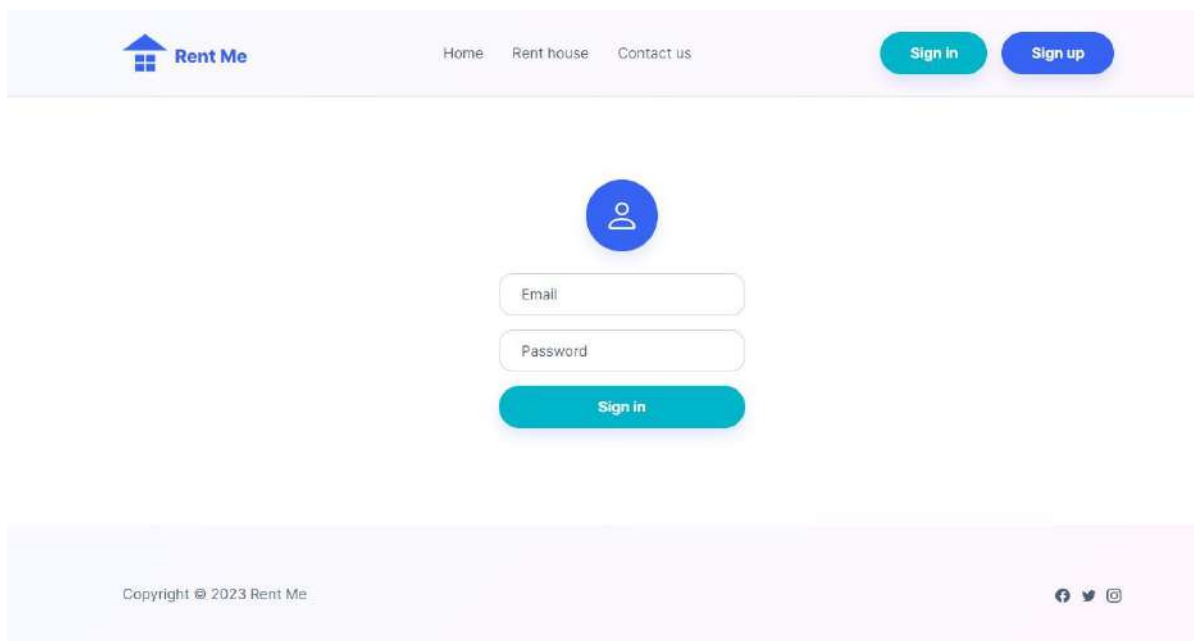 Rent Me
Home Rent house Contact us
Sign in Sign up
Email
Password
Sign in
Copyright © 2023 Rent Me